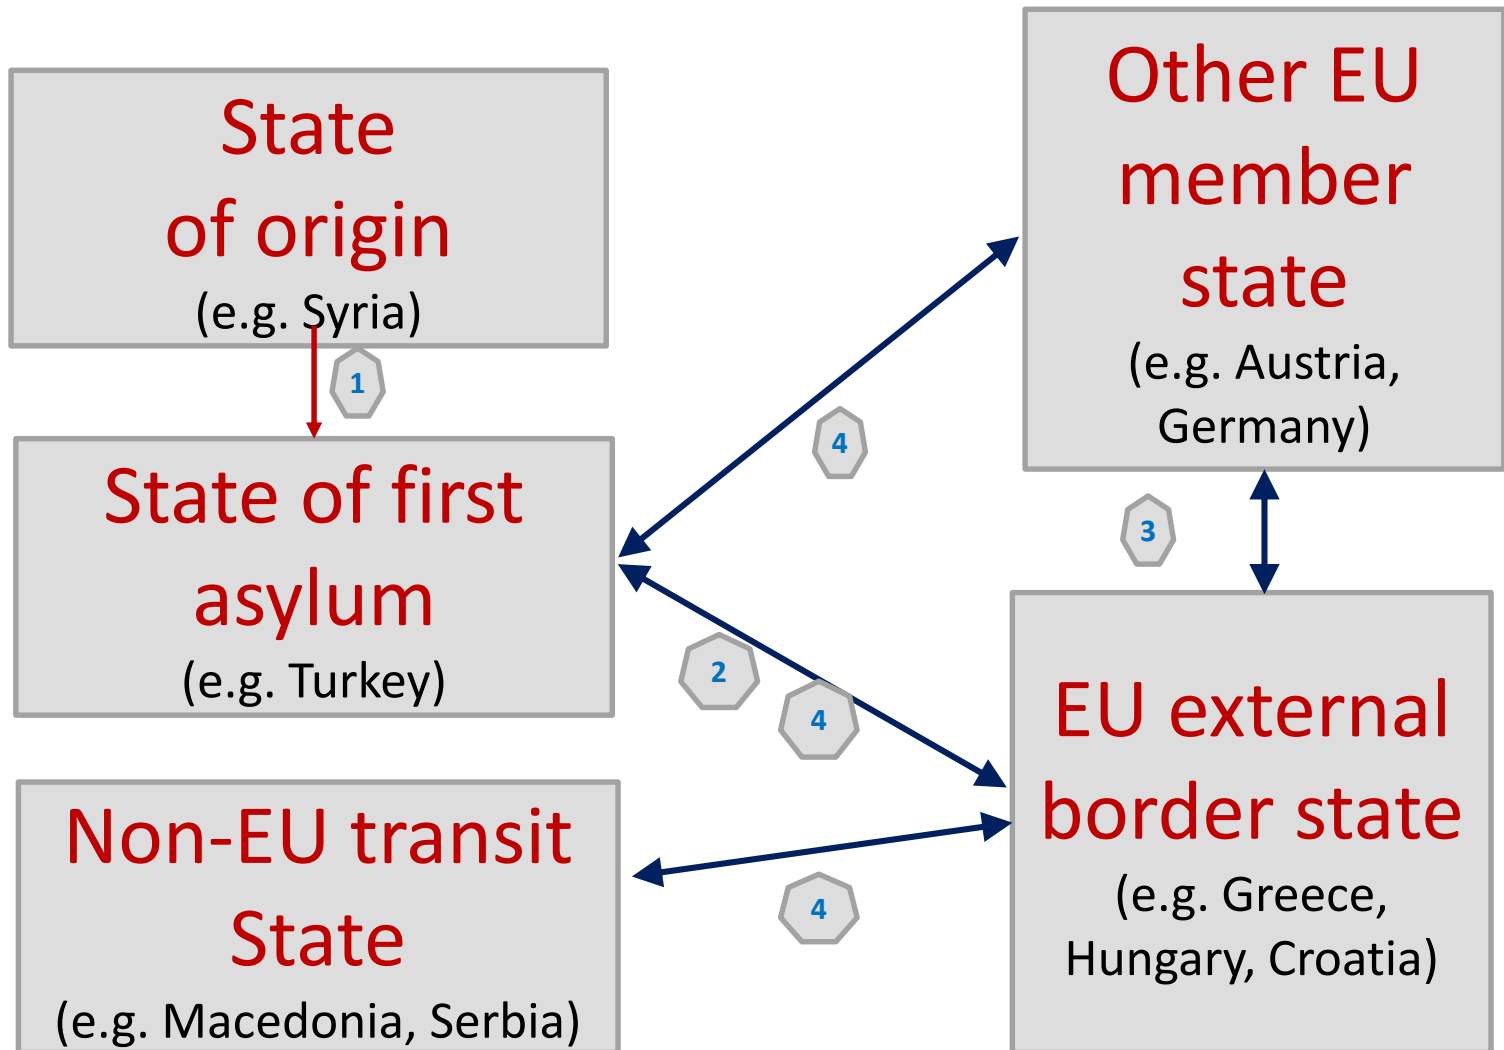 State
of origin
(e.g. Syria)
1
State of first
asylum
(e.g. Turkey)
Non-EU transit
State
(e.g. Macedonia, Serbia)
4
2
4
4
Other EU
member
state
(e.g. Austria,
Germany)
3
EU external
border state
(e.g. Greece,
Hungary, Croatia)